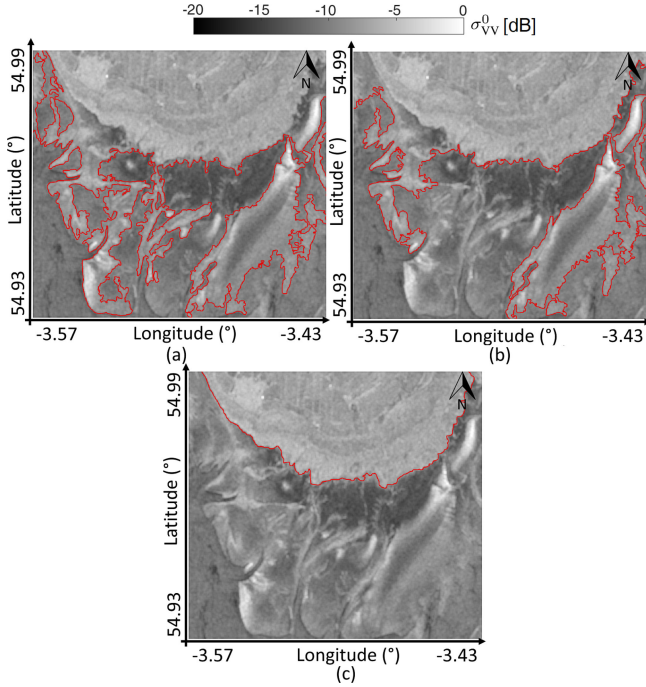 -20 -15 -10 -5 0
σ⁰VV [dB]
54.99
N
Latitude (°)
54.93
-3.57 Longitude (°) -3.43
(a)
54.99
N
Latitude (°)
54.93
-3.57 Longitude (°) -3.43
(b)
54.99
N
Latitude (°)
54.93
-3.57 Longitude (°) -3.43
(c)